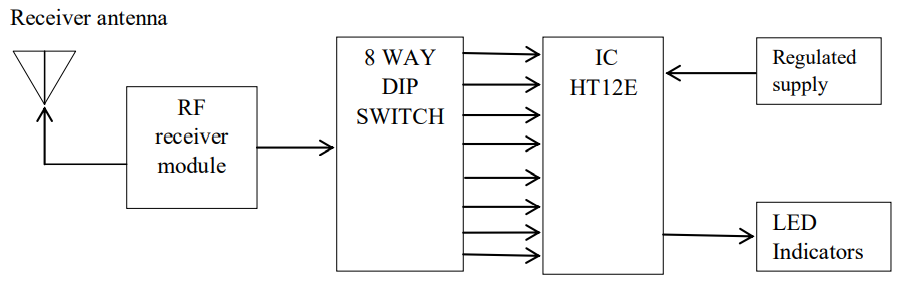 Receiver antenna
RF
receiver
module
8 WAY
DIP
SWITCH
IC
HT12E
Regulated
supply
LED
Indicators